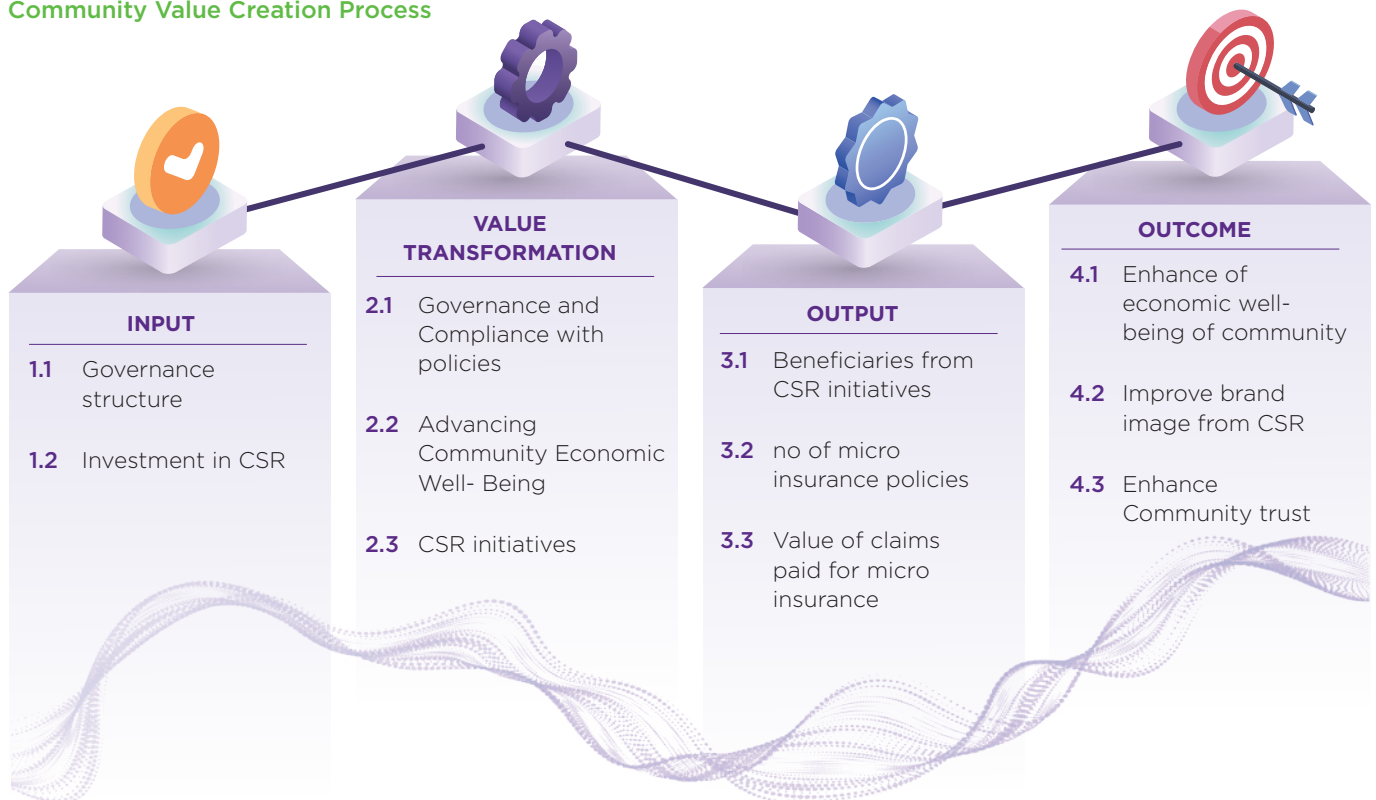 Community Value Creation Process
INPUT
1.1 Governance
structure
1.2 Investment in CSR
VALUE
TRANSFORMATION
2.1 Governance and
Compliance with
policies
2.2 Advancing
Community Economic
Well- Being
2.3 CSR initiatives
OUTPUT
3.1 Beneficiaries from
CSR initiatives
3.2 no of micro
insurance policies
3.3 Value of claims
paid for micro
insurance
OUTCOME
4.1 Enhance of
economic well-
being of community
4.2 Improve brand
image from CSR
4.3 Enhance
Community trust